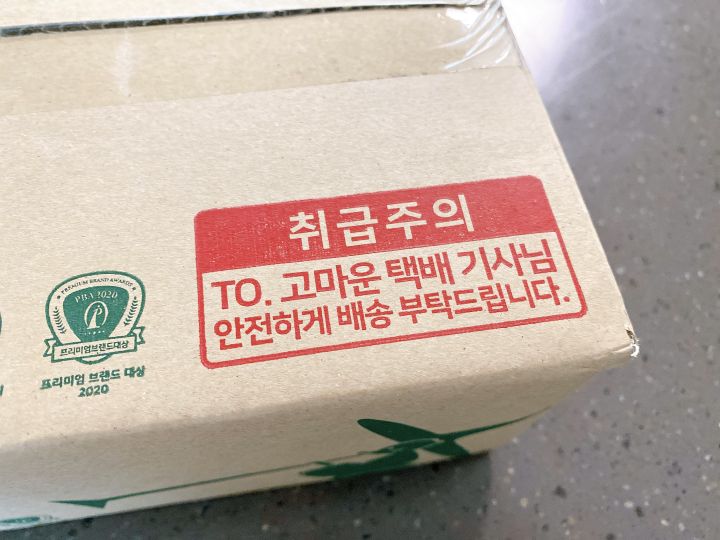 취급주의
TO. 고마운 택배 기사님
안전하게 배송 부탁드립니다.
PREMIUM BRAND AWARDS
PBA 2020
프리미엄브랜드대상
프리미엄 브랜드 대상
2020